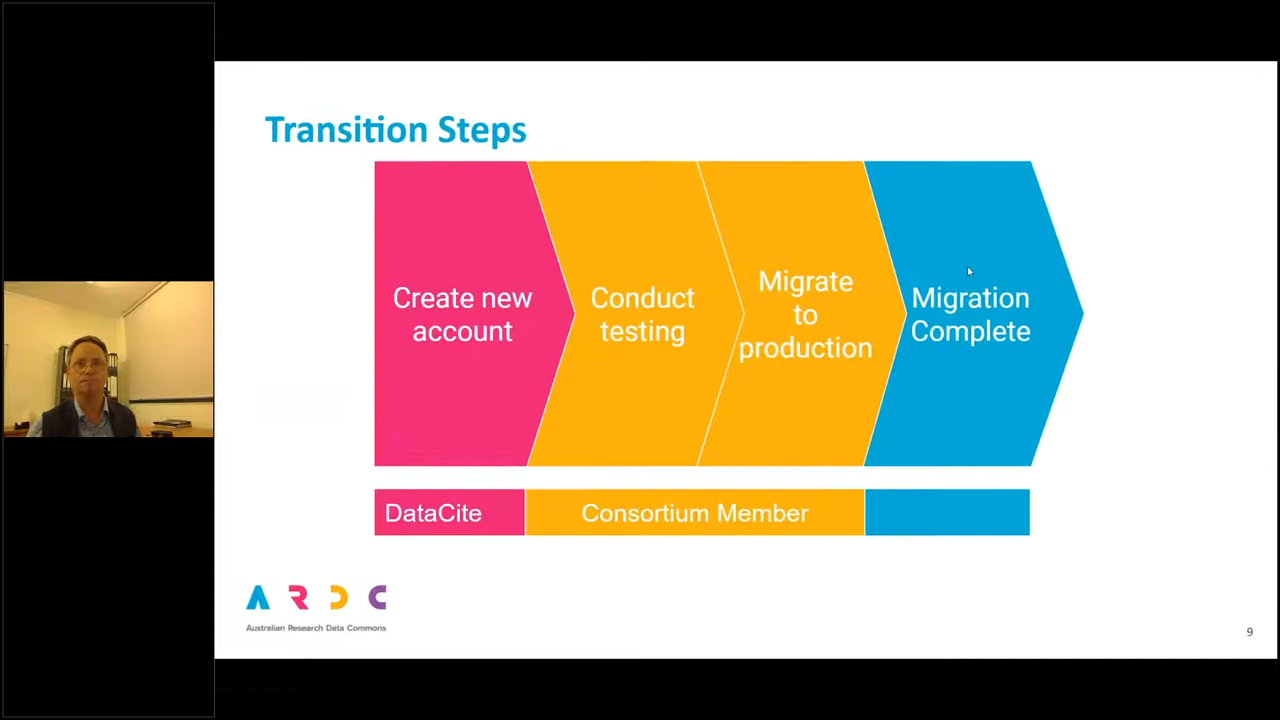 Transition Steps
Create new
account
Conduct
testing
Migrate
to
production
Migration
Complete
DataCite
Consortium Member
A R D C
Australian Research Data Commons
9